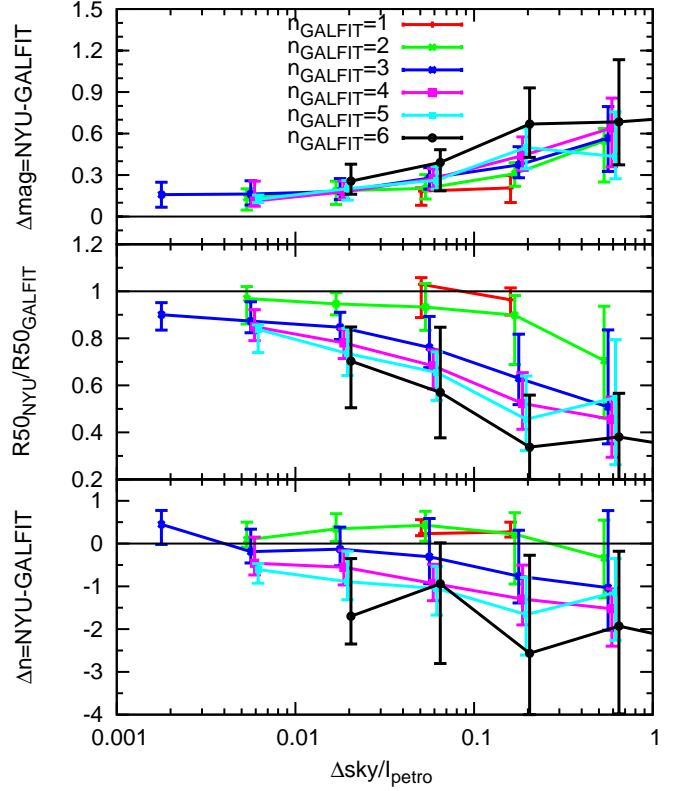 1.5
1.2
0.9
0.6
0.3
0
Δmag=NYU-GALFIT
n_GALFIT=1
n_GALFIT=2
n_GALFIT=3
n_GALFIT=4
n_GALFIT=5
n_GALFIT=6
1.2
1
0.8
0.6
0.4
0.2
R50_NYU/R50_GALFIT
1
0
-1
-2
-3
-4
Δn=NYU-GALFIT
0.001 0.01 0.1 1
Δsky/I_petro